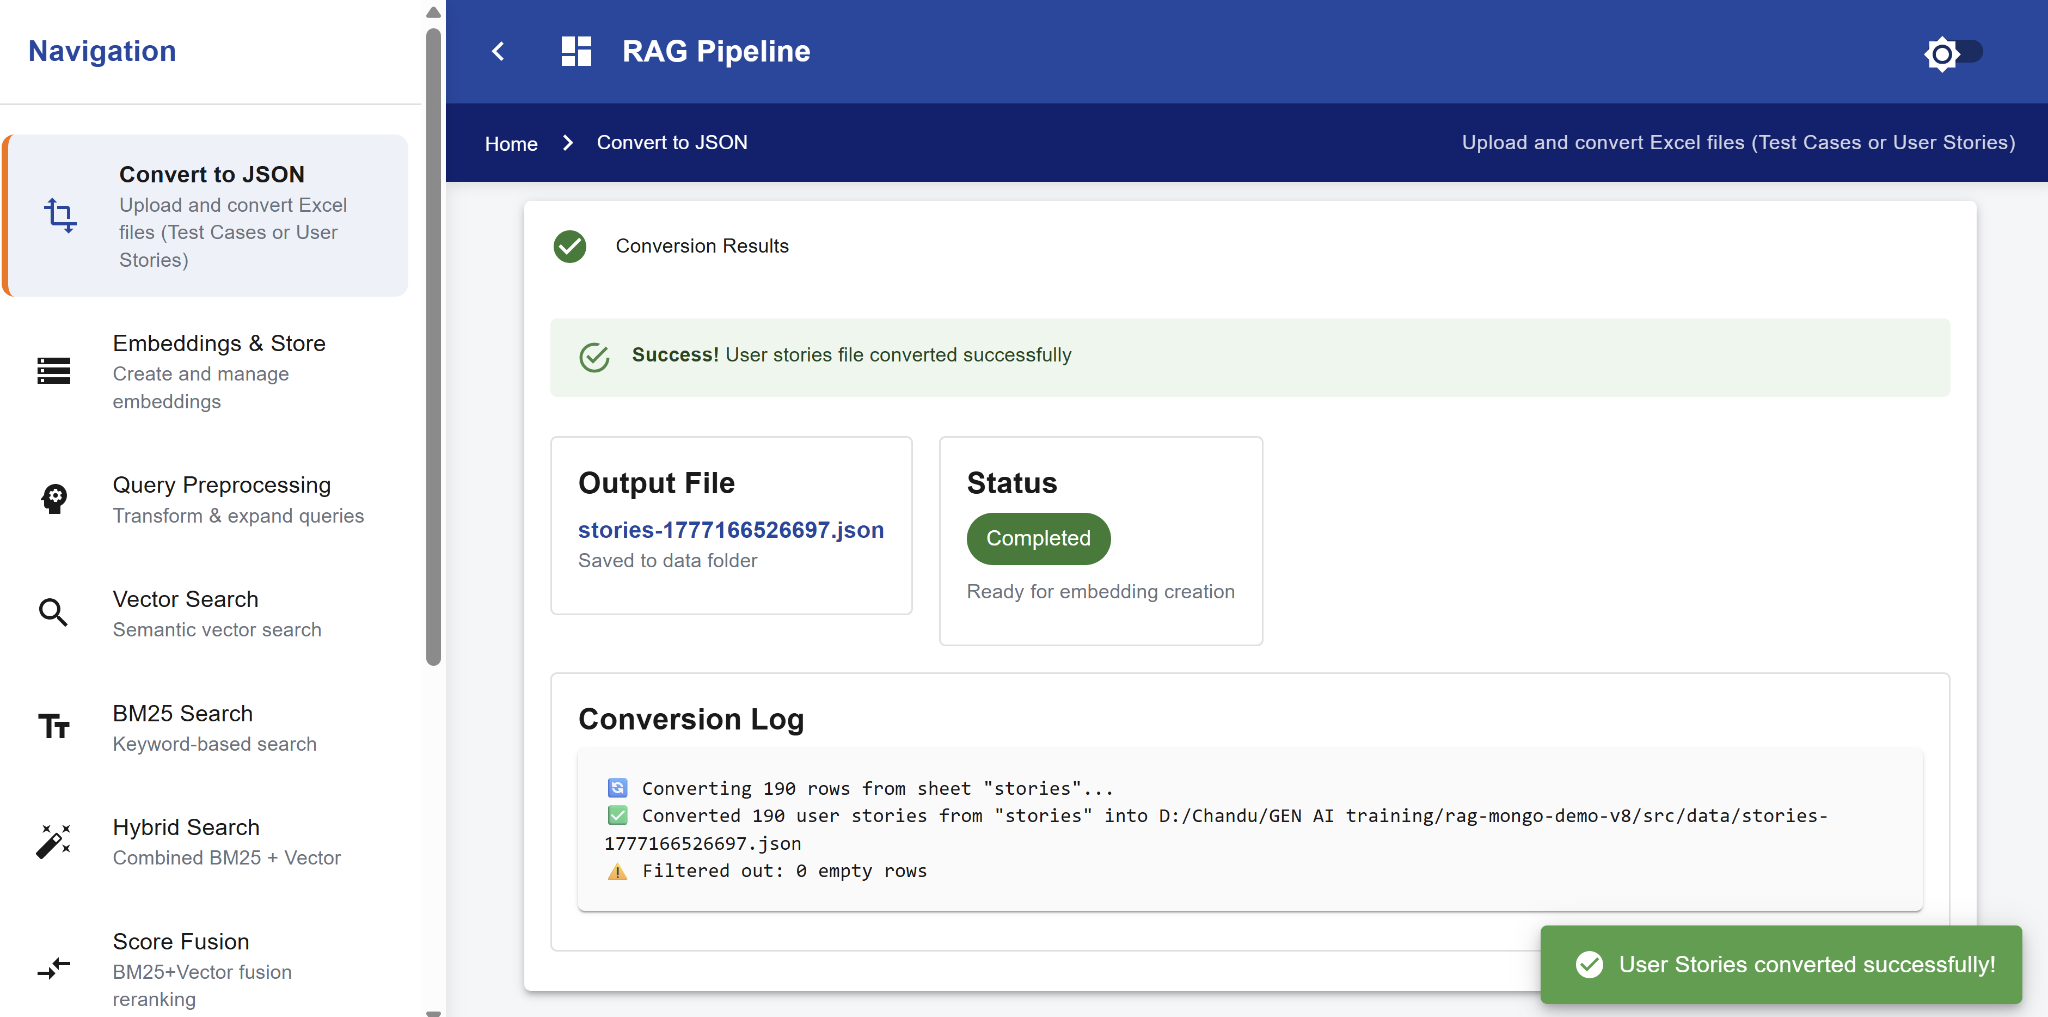 Navigation
Convert to JSON
Upload and convert Excel
files (Test Cases or User
Stories)
Embeddings & Store
Create and manage
embeddings
Query Preprocessing
Transform & expand queries
Vector Search
Semantic vector search
BM25 Search
Keyword-based search
Hybrid Search
Combined BM25 + Vector
Score Fusion
BM25+Vector fusion
reranking
RAG Pipeline
Home > Convert to JSON
Upload and convert Excel files (Test Cases or User Stories)
Conversion Results
Success! User stories file converted successfully
Output File
stories-1777166526697.json
Saved to data folder
Status
Completed
Ready for embedding creation
Conversion Log
🔄 Converting 190 rows from sheet "stories"...
✅ Converted 190 user stories from "stories" into D:/Chandu/GEN AI training/rag-mongo-demo-v8/src/data/stories-
1777166526697.json
⚠️ Filtered out: 0 empty rows
User Stories converted successfully!